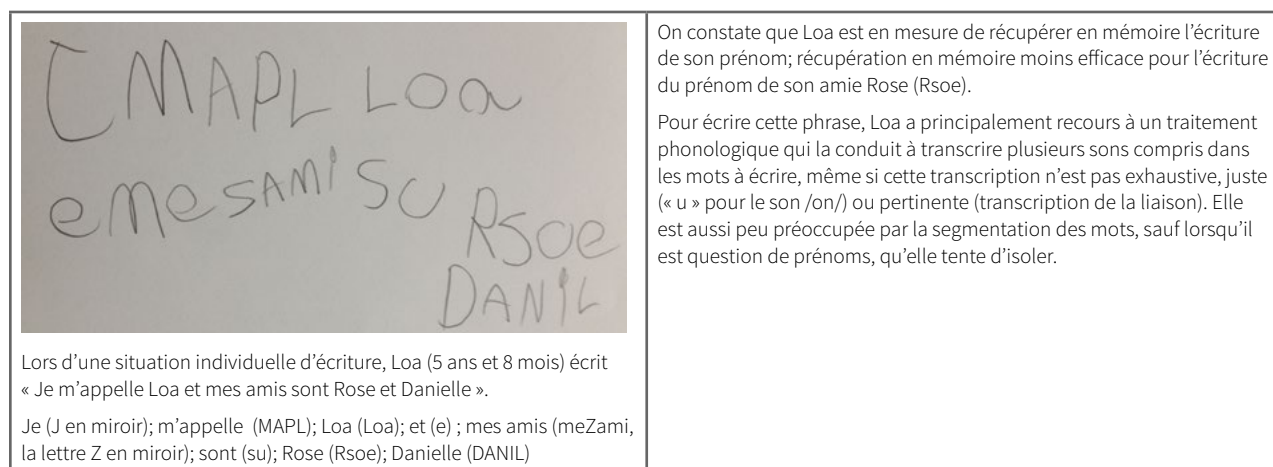 J MAPL Loa
emesAMi SU
Rsoe
DANiL
Lors d’une situation individuelle d’écriture, Loa (5 ans et 8 mois) écrit
« Je m’appelle Loa et mes amis sont Rose et Danielle ».
Je (J en miroir); m’appelle (MAPL); Loa (Loa); et (e) ; mes amis (meZami,
la lettre Z en miroir); sont (su); Rose (Rsoe); Danielle (DANIL)
On constate que Loa est en mesure de récupérer en mémoire l’écriture
de son prénom; récupération en mémoire moins efficace pour l’écriture
du prénom de son amie Rose (Rsoe).
Pour écrire cette phrase, Loa a principalement recours à un traitement
phonologique qui la conduit à transcrire plusieurs sons compris dans
les mots à écrire, même si cette transcription n’est pas exhaustive, juste
(« u » pour le son /on/) ou pertinente (transcription de la liaison). Elle
est aussi peu préoccupée par la segmentation des mots, sauf lorsqu’il
est question de prénoms, qu’elle tente d’isoler.